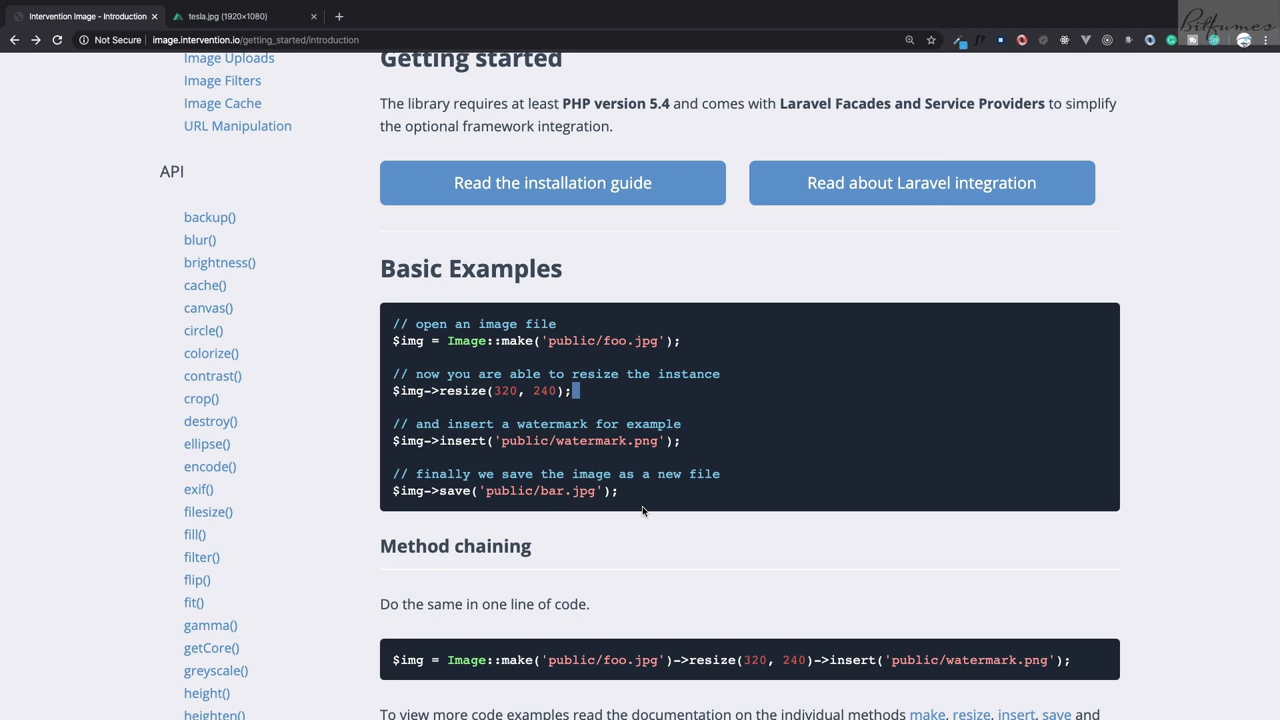 Intervention Image - Introduction
tesla.jpg (1920×1080)
Bitfumes
Not Secure
image.intervention.io/getting_started/introduction
Image Uploads
Image Filters
Image Cache
URL Manipulation
API
backup()
blur()
brightness()
cache()
canvas()
circle()
colorize()
contrast()
crop()
destroy()
ellipse()
encode()
exif()
filesize()
fill()
filter()
flip()
fit()
gamma()
getCore()
greyscale()
height()
heighten()
Getting started
The library requires at least PHP version 5.4 and comes with Laravel Facades and Service Providers to simplify
the optional framework integration.
Read the installation guide
Read about Laravel integration
Basic Examples
// open an image file
$img = Image::make('public/foo.jpg');
// now you are able to resize the instance
$img->resize(320, 240);
// and insert a watermark for example
$img->insert('public/watermark.png');
// finally we save the image as a new file
$img->save('public/bar.jpg');
Method chaining
Do the same in one line of code.
$img = Image::make('public/foo.jpg')->resize(320, 240)->insert('public/watermark.png');
To view more code examples read the documentation on the individual methods make, resize, insert, save and